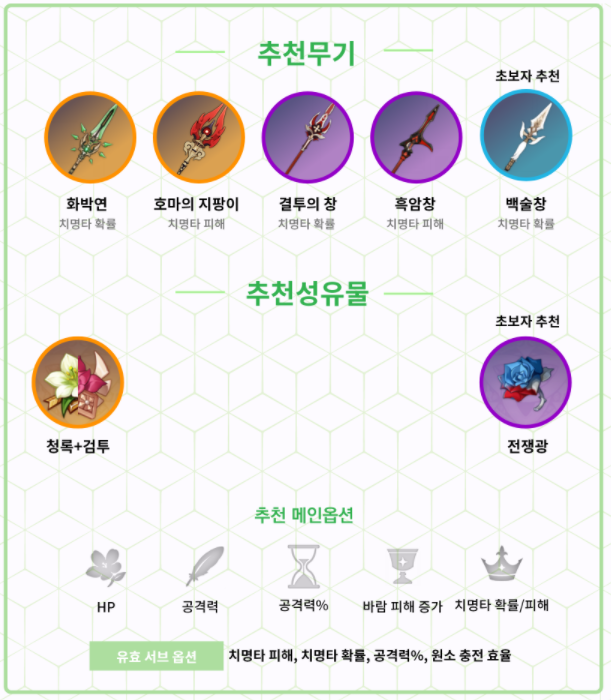 추천무기
초보자 추천
화박연 호마의 지팡이 결투의 창 흑암창 백술창
치명타 확률 치명타 피해 치명타 확률 치명타 피해 치명타 확률
추천성유물
초보자 추천
청록+검투 전쟁광
추천 메인옵션
HP 공격력 공격력% 바람 피해 증가 치명타 확률/피해
유효 서브 옵션 치명타 피해, 치명타 확률, 공격력%, 원소 충전 효율